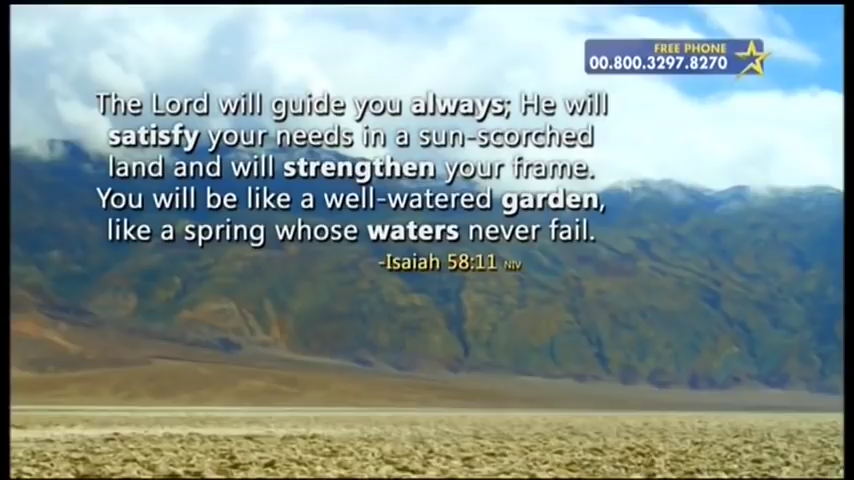 FREE PHONE
00.800.3297.8270
The Lord will guide you always; He will
satisfy your needs in a sun-scorched
land and will strengthen your frame.
You will be like a well-watered garden,
like a spring whose waters never fail.
-Isaiah 58:11 NIV